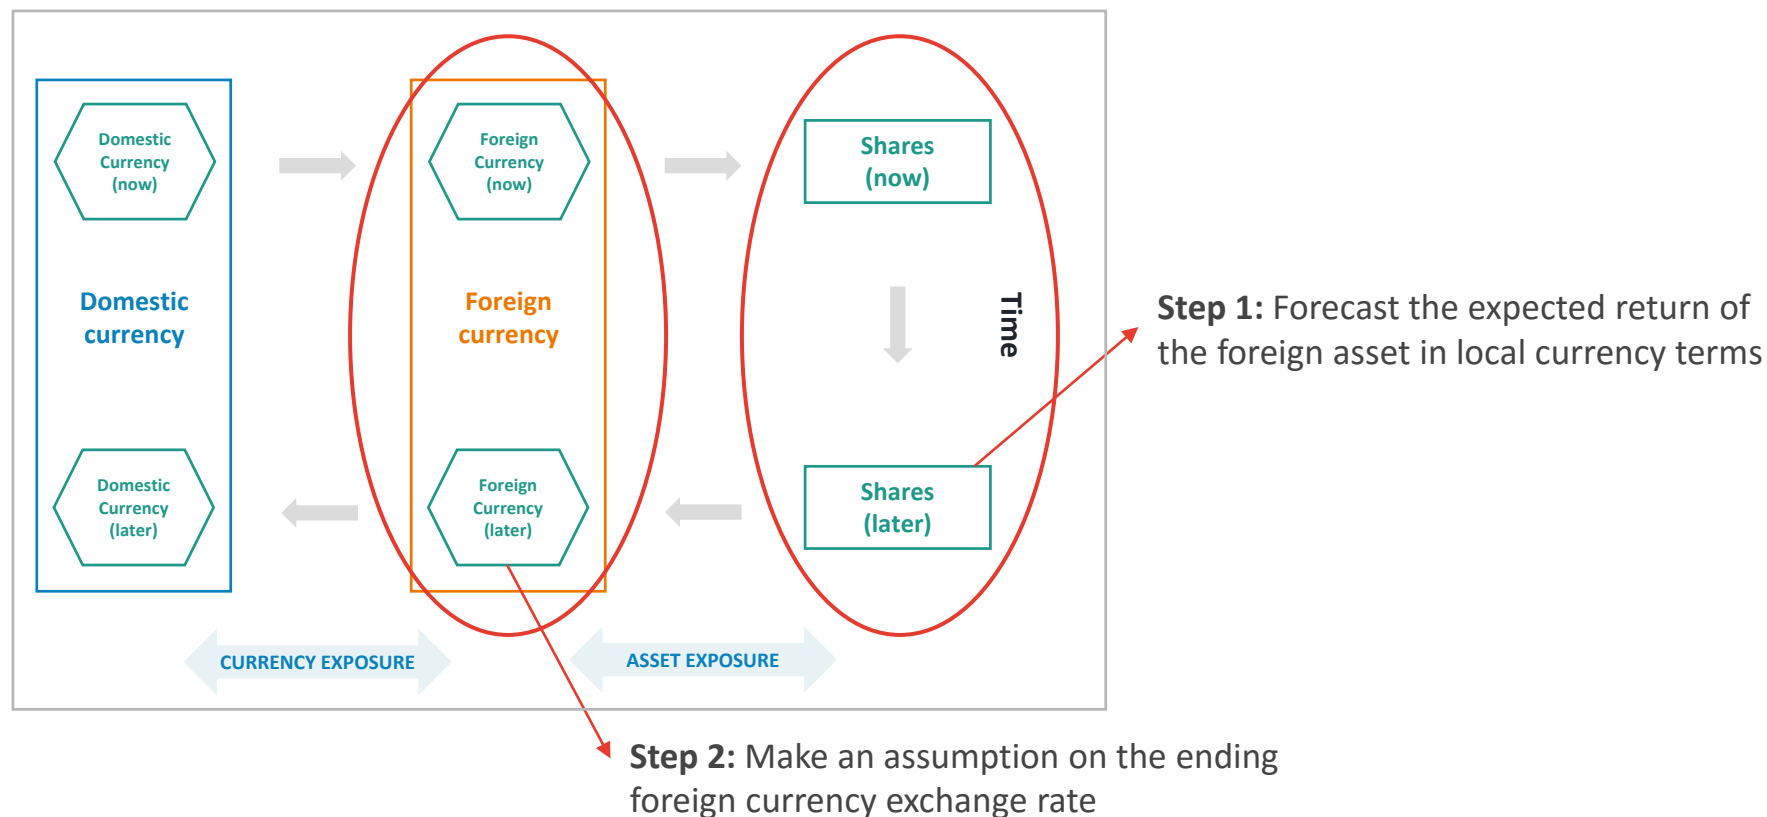 Domestic
Currency
(now)
Foreign
Currency
(now)
Shares
(now)
Domestic
currency
Foreign
currency
Time
Step 1: Forecast the expected return of
the foreign asset in local currency terms
Domestic
Currency
(later)
Foreign
Currency
(later)
Shares
(later)
CURRENCY EXPOSURE
ASSET EXPOSURE
Step 2: Make an assumption on the ending
foreign currency exchange rate